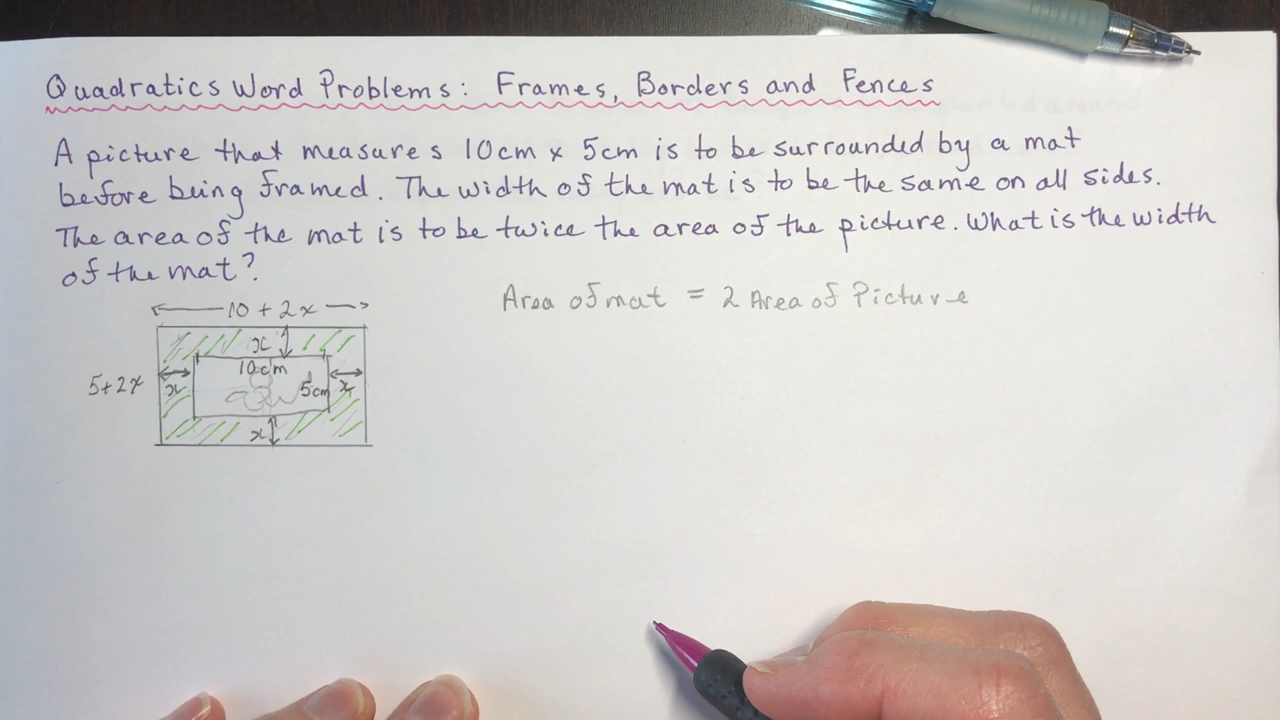 Quadratics Word Problems: Frames, Borders and Fences
A picture that measures 10cm x 5cm is to be surrounded by a mat
before being framed. The width of the mat is to be the same on all sides.
The area of the mat is to be twice the area of the picture. What is the width
of the mat?
10 + 2x
Area of mat = 2 Area of Picture
x
10cm
5+2x
x
5cm
x
x